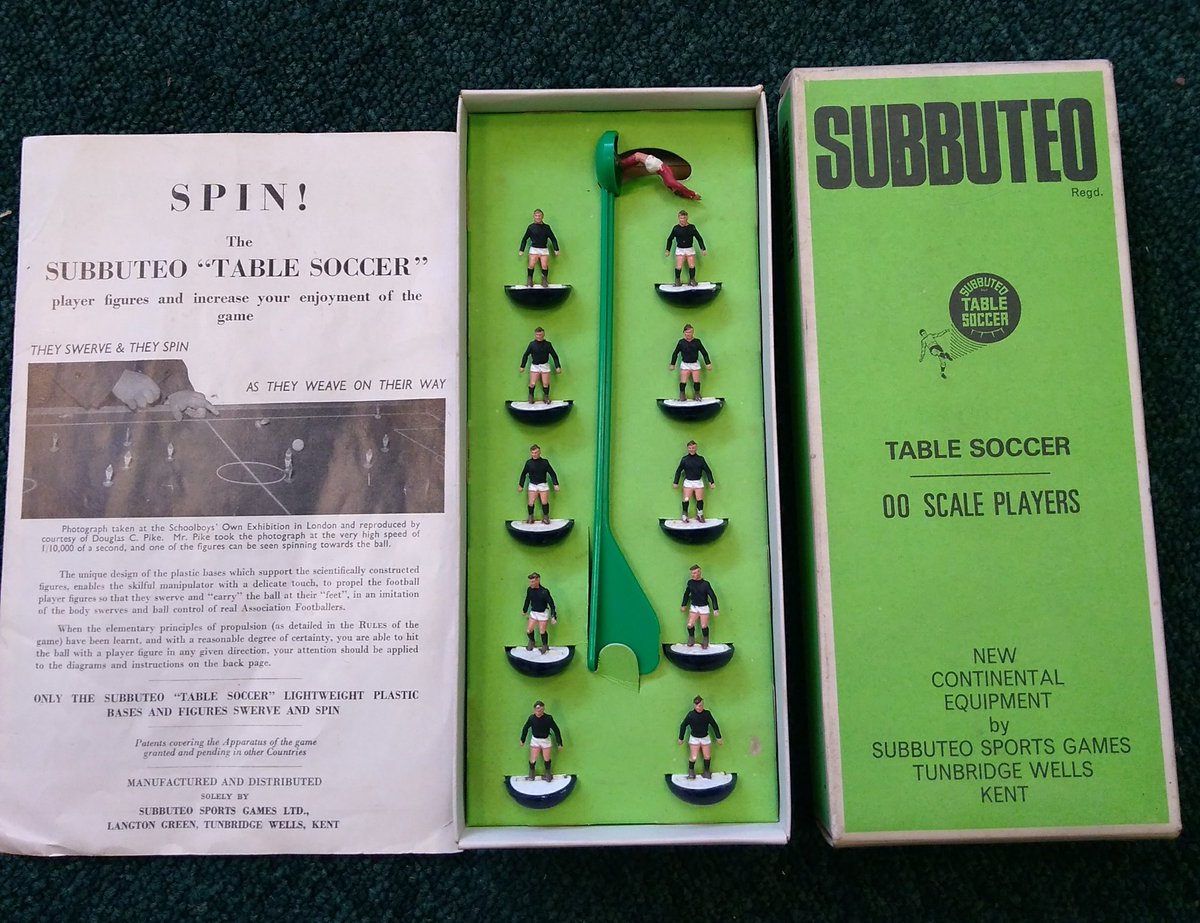 SPIN!
The
SUBBUTEO “TABLE SOCCER”
player figures and increase your enjoyment of the
game
THEY SWERVE & THEY SPIN
AS THEY WEAVE ON THEIR WAY
Photograph taken at the Schoolboys' Own Exhibition in London and reproduced by
courtesy of Douglas C. Pike. Mr. Pike took the photograph at the very high speed of
1/10,000 of a second, and one of the figures can be seen spinning towards the ball.
The unique design of the plastic bases which support the scientifically constructed
figures, enables the skilful manipulator with a delicate touch, to propel the football
player figures so that they swerve and “carry” the ball at their “feet”, in an imitation
of the body swerves and ball control of real Association Footballers.
When the elementary principles of propulsion (as detailed in the RULES of the
game) have been learnt, and with a reasonable degree of certainty, you are able to hit
the ball with a player figure in any given direction, your attention should be applied
to the diagrams and instructions on the back page.
ONLY THE SUBBUTEO “TABLE SOCCER” LIGHTWEIGHT PLASTIC
BASES AND FIGURES SWERVE AND SPIN
Patents covering the Apparatus of the game
granted and pending in other Countries
MANUFACTURED AND DISTRIBUTED
SOLELY BY
SUBBUTEO SPORTS GAMES LTD.,
LANGTON GREEN, TUNBRIDGE WELLS, KENT
SUBBUTEO
Regd.
SUBBUTEO
TABLE
SOCCER
TABLE SOCCER
00 SCALE PLAYERS
NEW
CONTINENTAL
EQUIPMENT
by
SUBBUTEO SPORTS GAMES
TUNBRIDGE WELLS
KENT